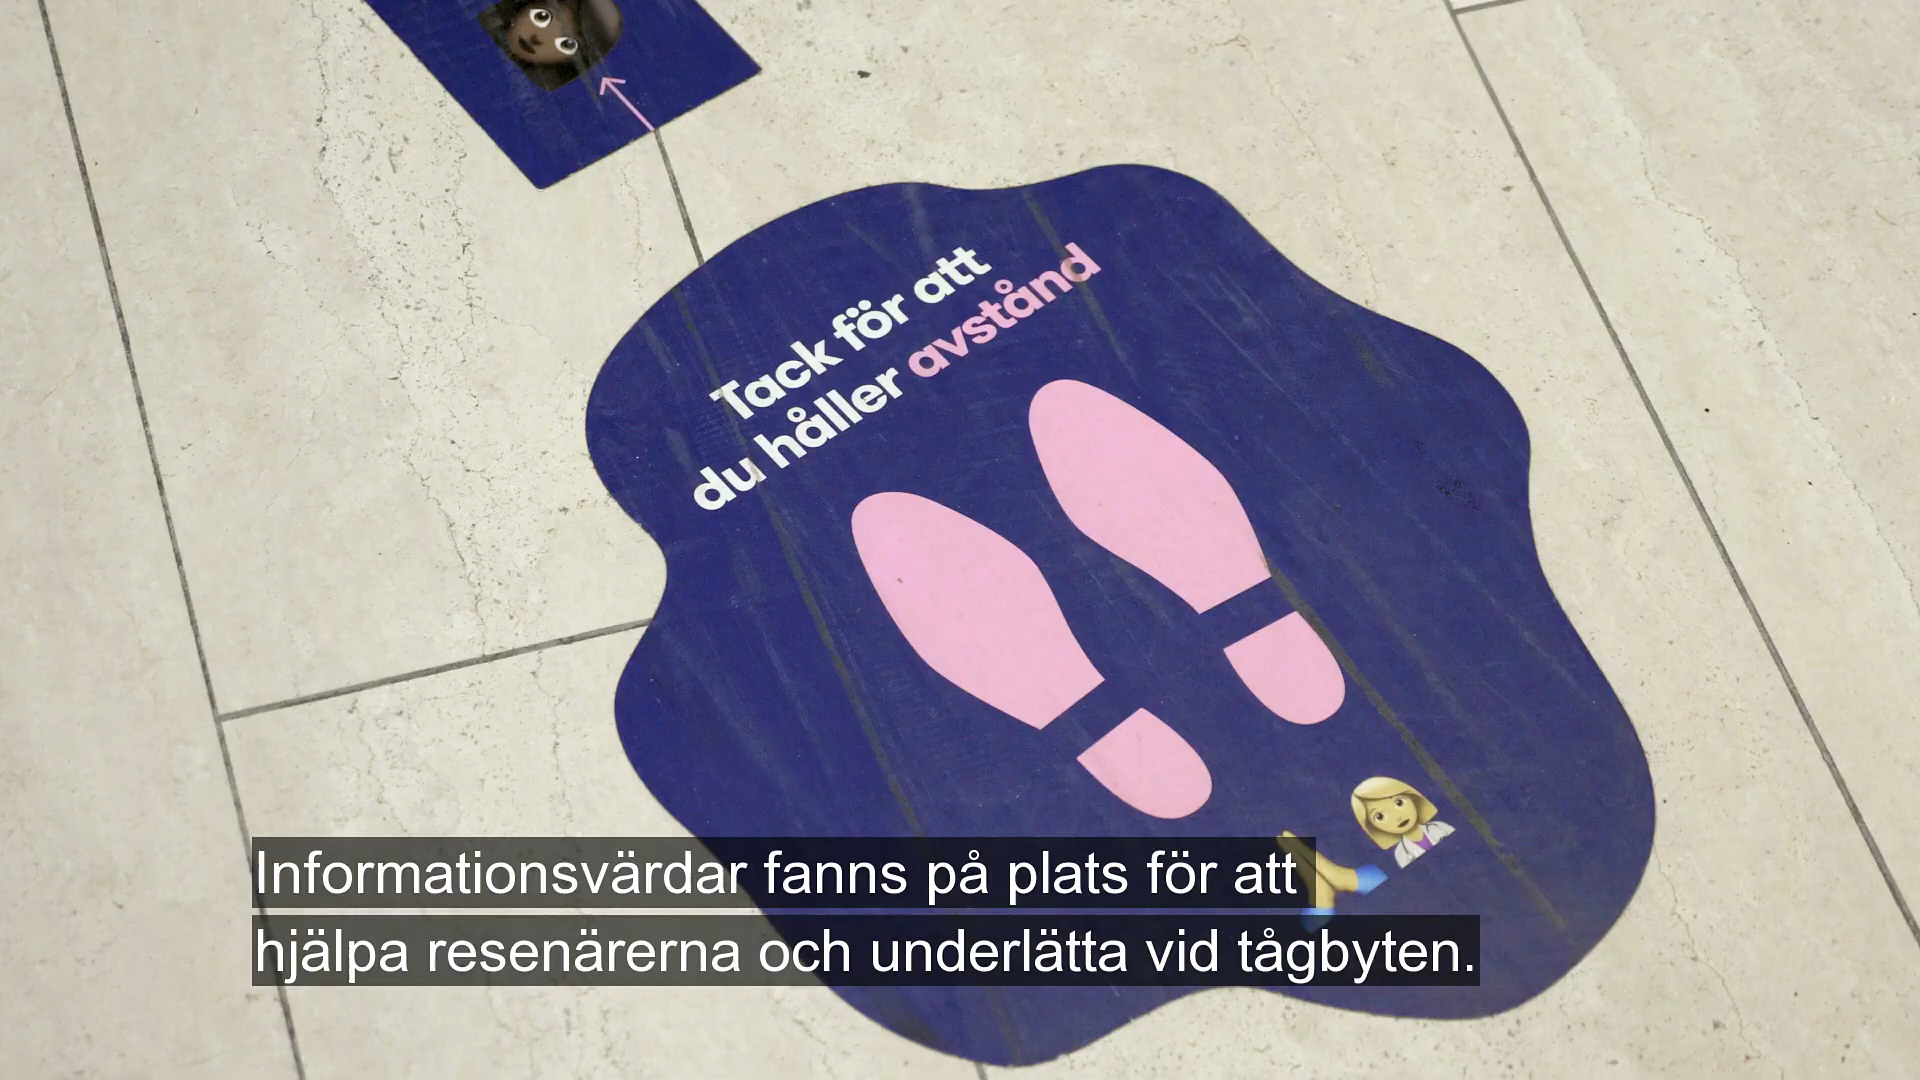 Tack för att
du håller avstånd
Informationsvärdar fanns på plats för att
hjälpa resenärerna och underlätta vid tågbyten.